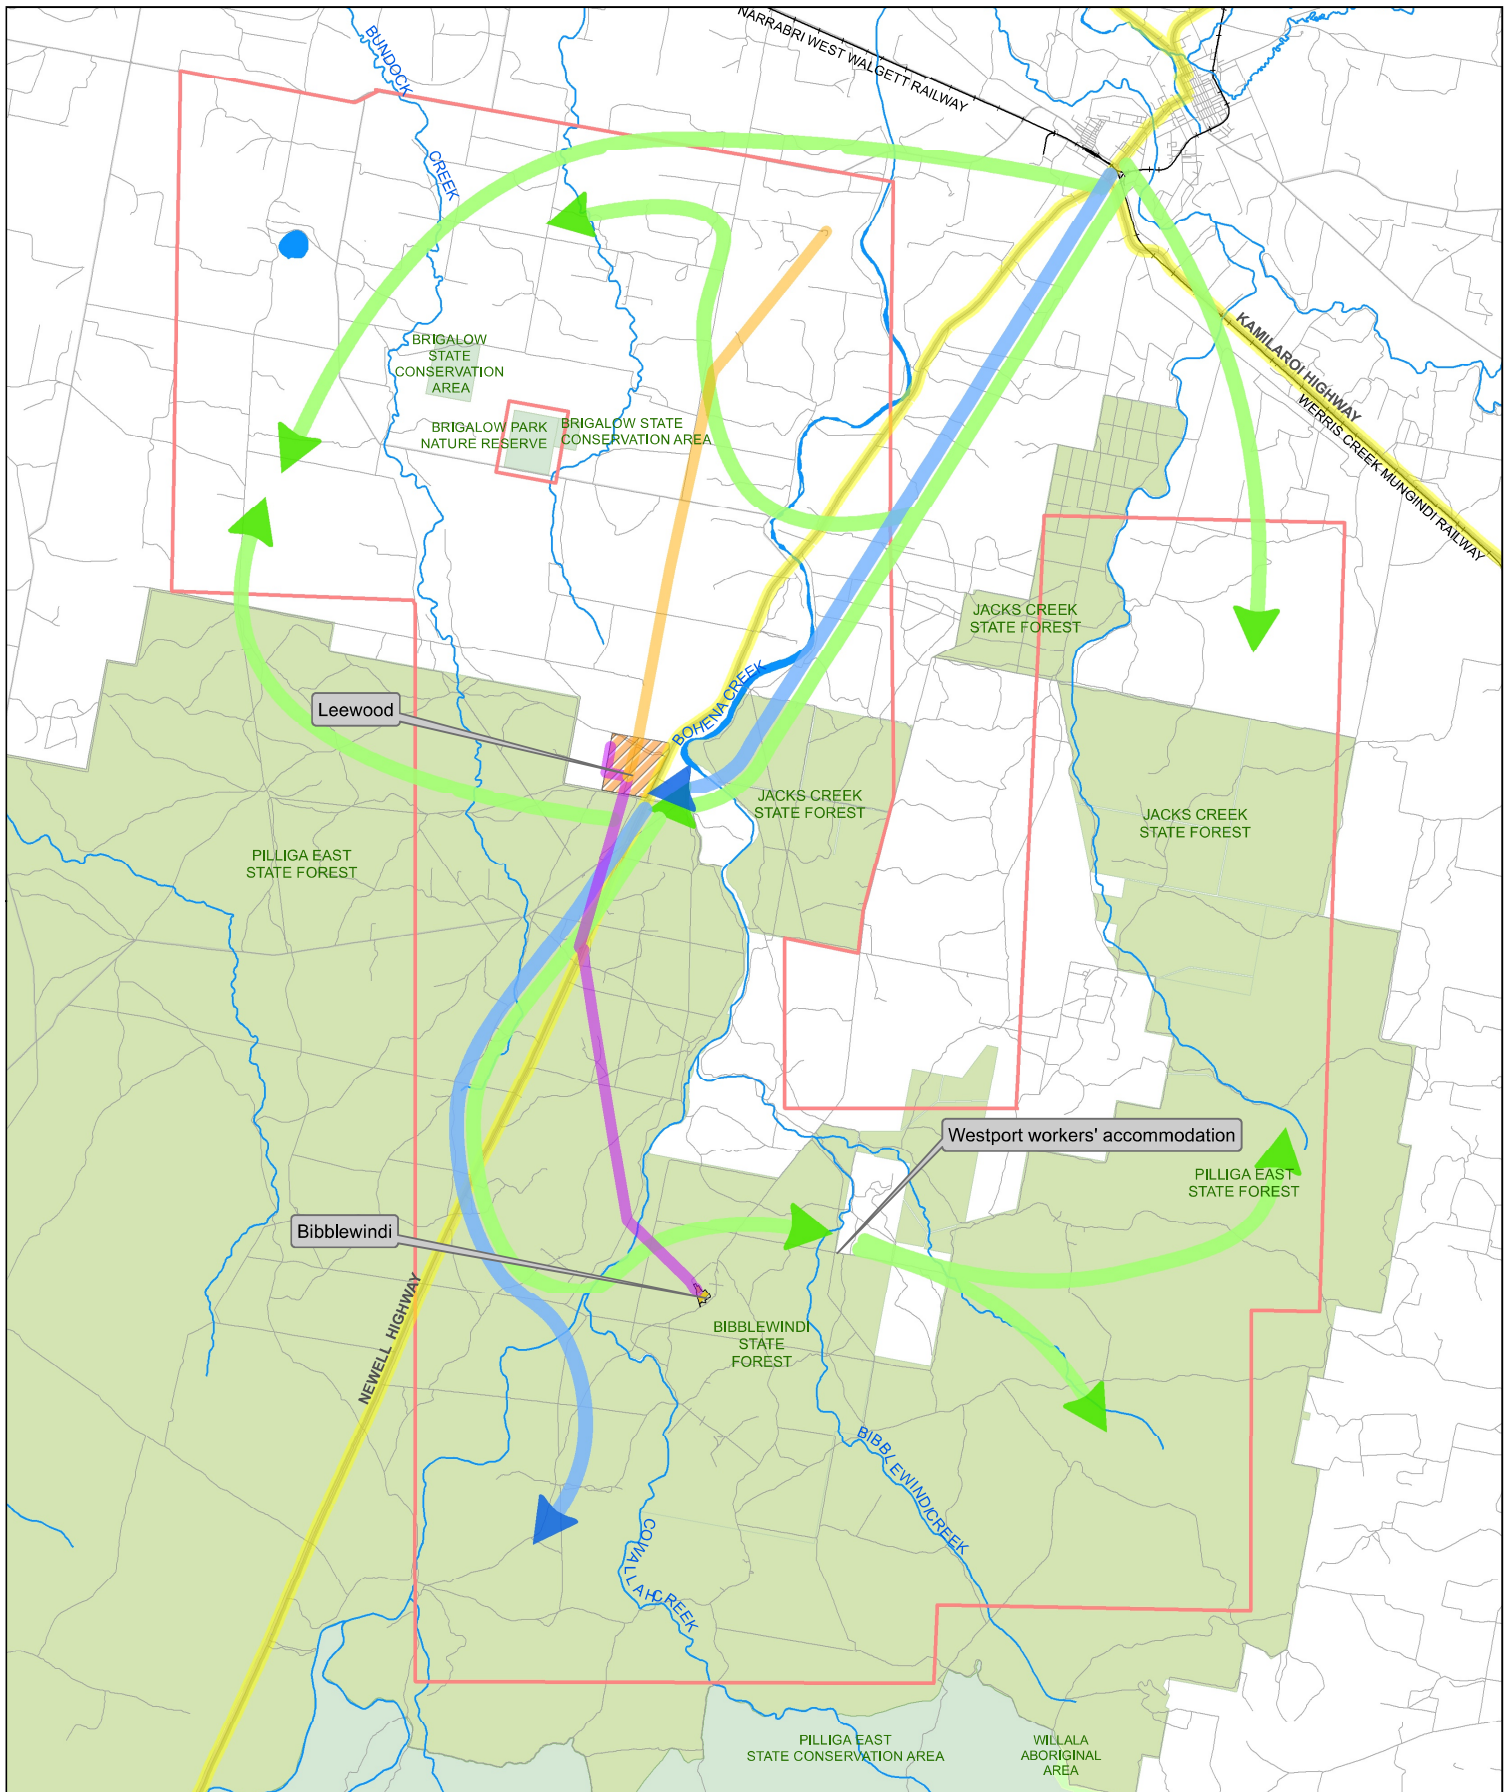 NARRABRI WEST WALGETT RAILWAY
BUNDOCK
CREEK
KAMILAROI HIGHWAY
WERRIS CREEK MUNGINDI RAILWAY
BRIGALOW
STATE
CONSERVATION
AREA
BRIGALOW PARK
NATURE RESERVE
BRIGALOW STATE
CONSERVATION AREA
JACKS CREEK
STATE FOREST
BOHENA CREEK
Leewood
JACKS CREEK
STATE FOREST
JACKS CREEK
STATE FOREST
PILLIGA EAST
STATE FOREST
Westport workers' accommodation
PILLIGA EAST
STATE FOREST
Bibblewindi
NEWELL HIGHWAY
BIBBLEWINDI
STATE
FOREST
BIBBLEWINDI CREEK
COWALLAH
CREEK
PILLIGA EAST
STATE CONSERVATION AREA
WILLALA
ABORIGINAL
AREA